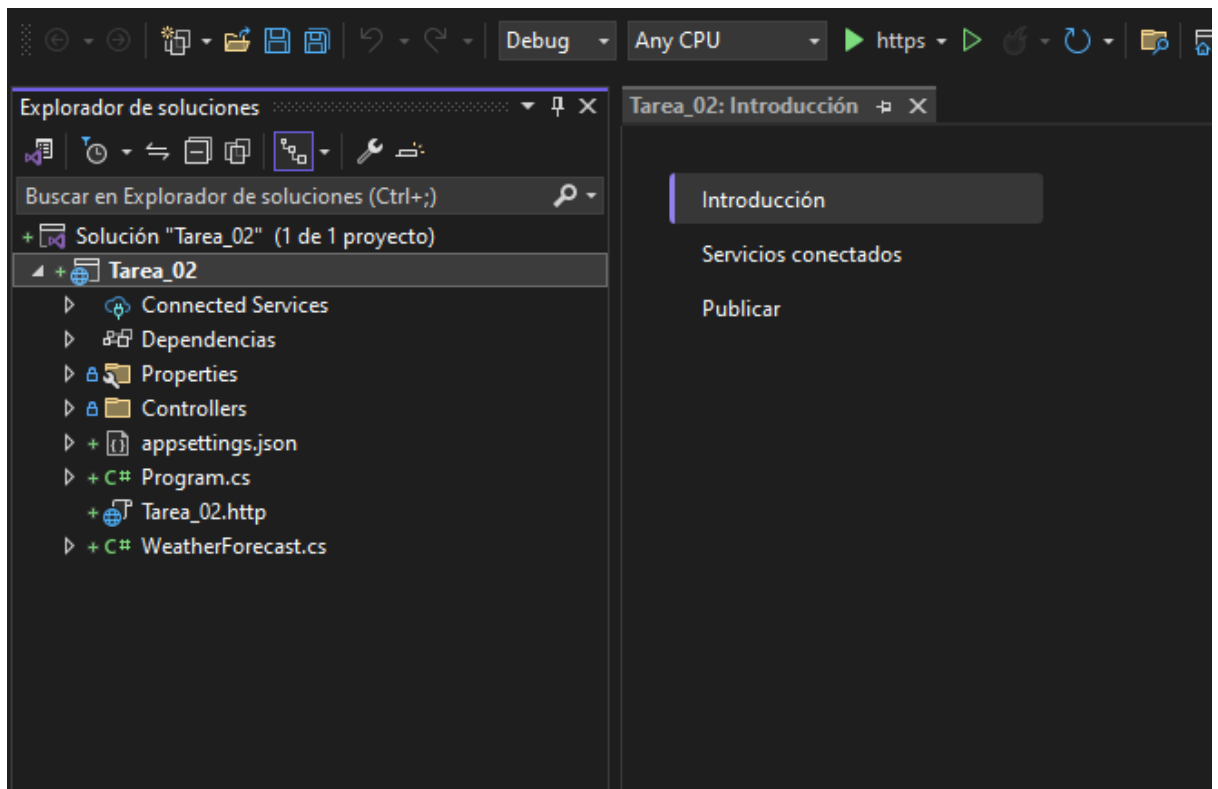 Debug Any CPU https
Explorador de soluciones
Buscar en Explorador de soluciones (Ctrl+;)
Solución "Tarea_02" (1 de 1 proyecto)
Tarea_02
Connected Services
Dependencias
Properties
Controllers
appsettings.json
C# Program.cs
Tarea_02.http
C# WeatherForecast.cs
Tarea_02: Introducción
Introducción
Servicios conectados
Publicar